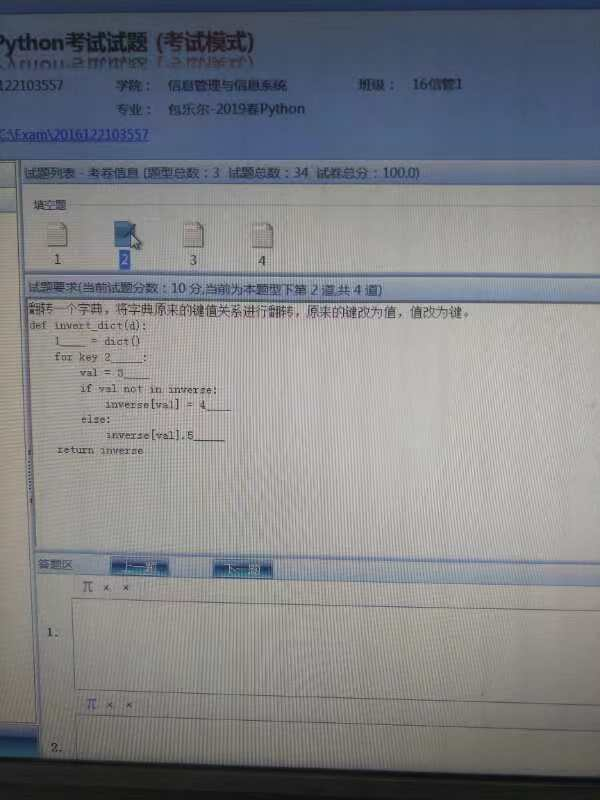 Python考试试题 (考试模式)
122103557 学院： 信息管理与信息系统 班级： 16信管1
专业： 包乐尔-2019春Python
C:\Exam\2016122103557
试题列表 - 考卷信息 (题型总数：3 试题总数：34 试卷总分：100.0)
填空题
1 2 3 4
试题要求(当前试题分数：10 分,当前为本题型下第 2 道,共 4 道)
翻转一个字典，将字典原来的键值关系进行翻转，原来的键改为值，值改为键。
def invert_dict(d):
1____ = dict()
for key 2_____:
val = 3____
if val not in inverse:
inverse[val] = 4____
else:
inverse[val].5_____
return inverse
答题区 上一题 下一题
π × ×
1.
π × ×
2.